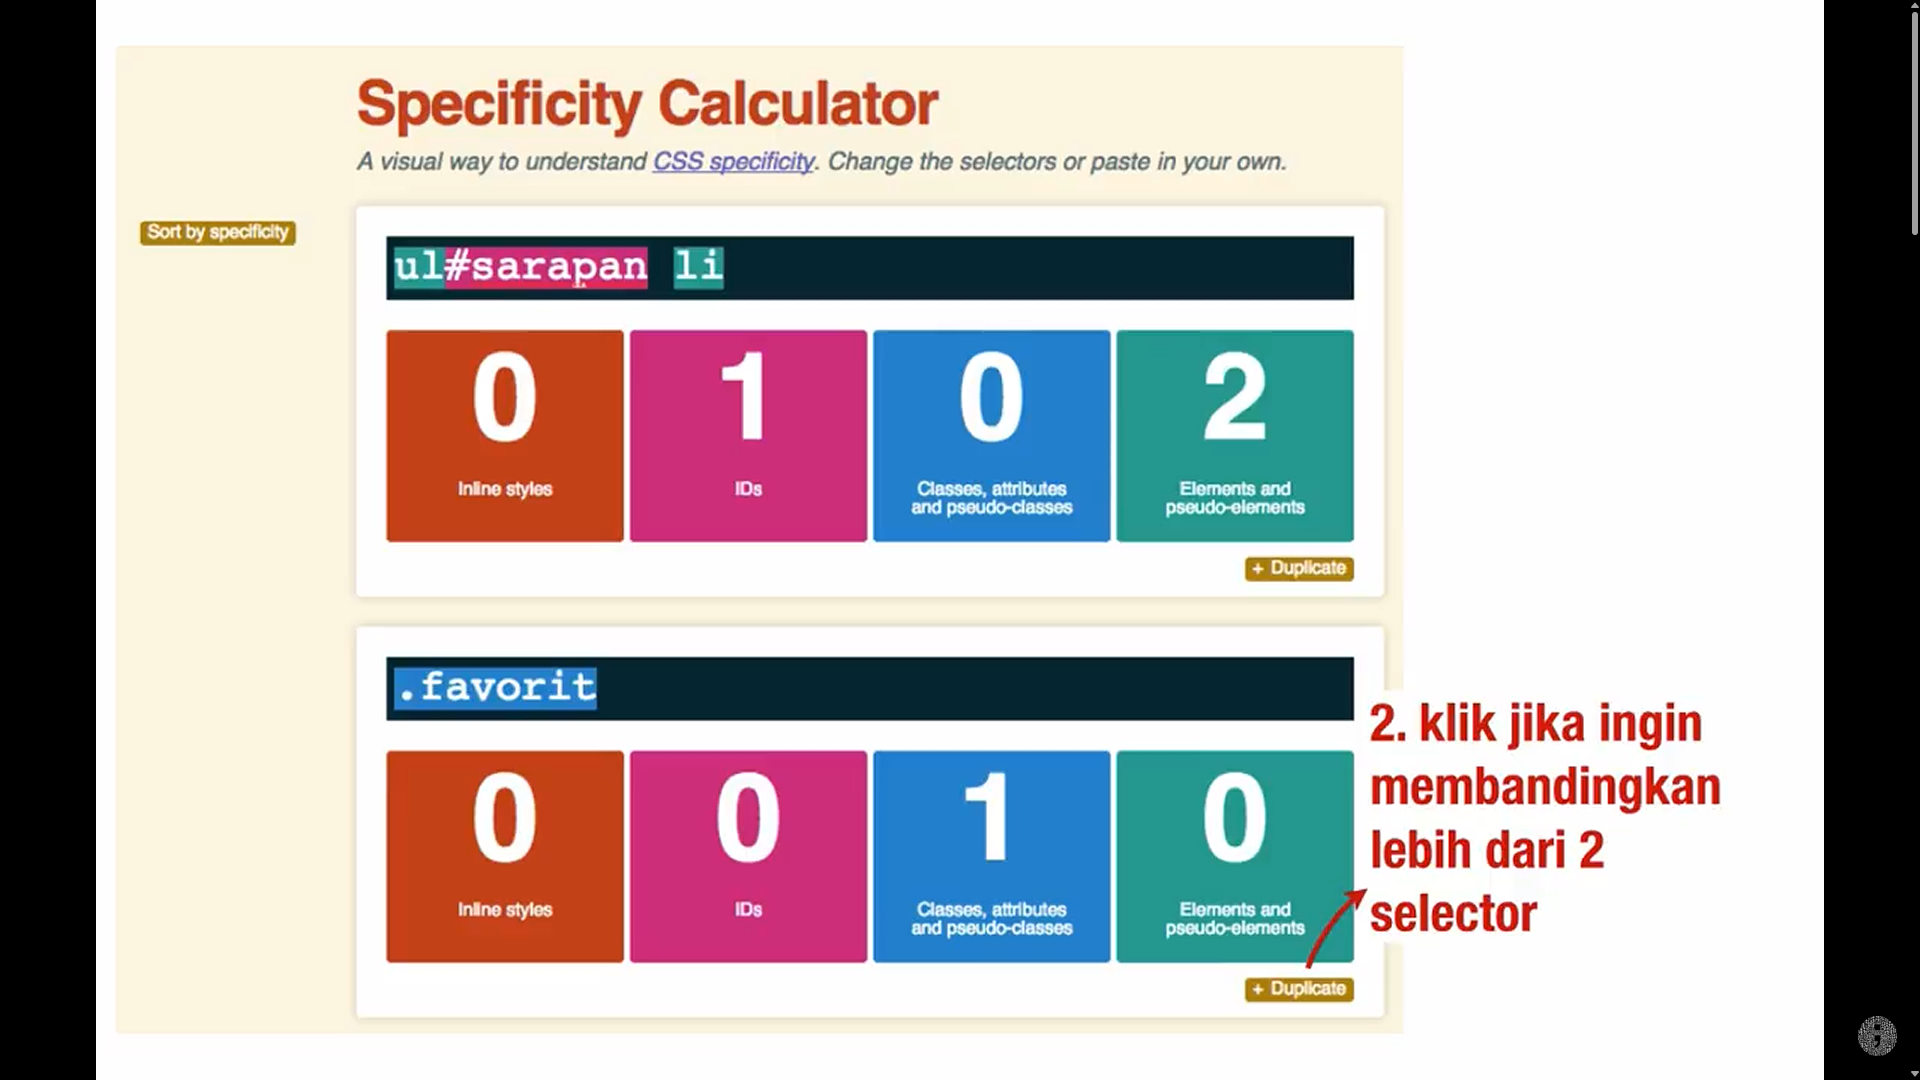 Specificity Calculator
A visual way to understand CSS specificity. Change the selectors or paste in your own.
Sort by specificity
ul#sarapan li
0
Inline styles
1
IDs
0
Classes, attributes
and pseudo-classes
2
Elements and
pseudo-elements
+ Duplicate
.favorit
0
Inline styles
0
IDs
1
Classes, attributes
and pseudo-classes
0
Elements and
pseudo-elements
+ Duplicate
2. klik jika ingin
membandingkan
lebih dari 2
selector